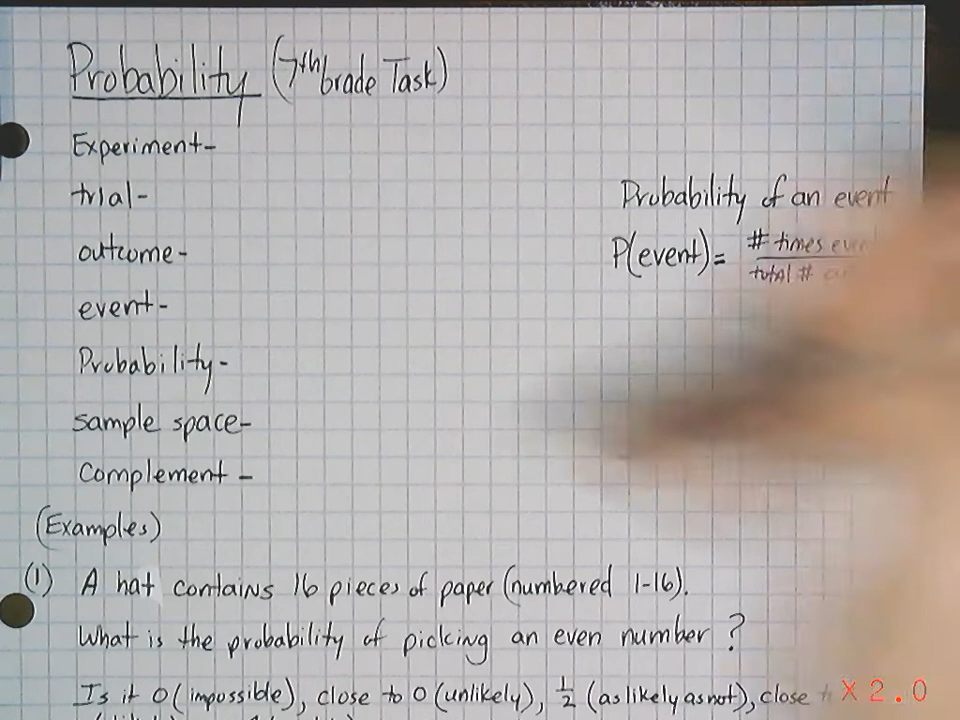 Probability (7th Grade Task)
Experiment-
trial-
outcome-
event-
Probability-
sample space-
Complement -
Probability of an event
P(event) = # times
total #
(Examples)
(1) A hat contains 16 pieces of paper (numbered 1-16).
What is the probability of picking an even number?
Is it 0 (impossible), close to 0 (unlikely), 1/2 (as likely as not), close
X2.0